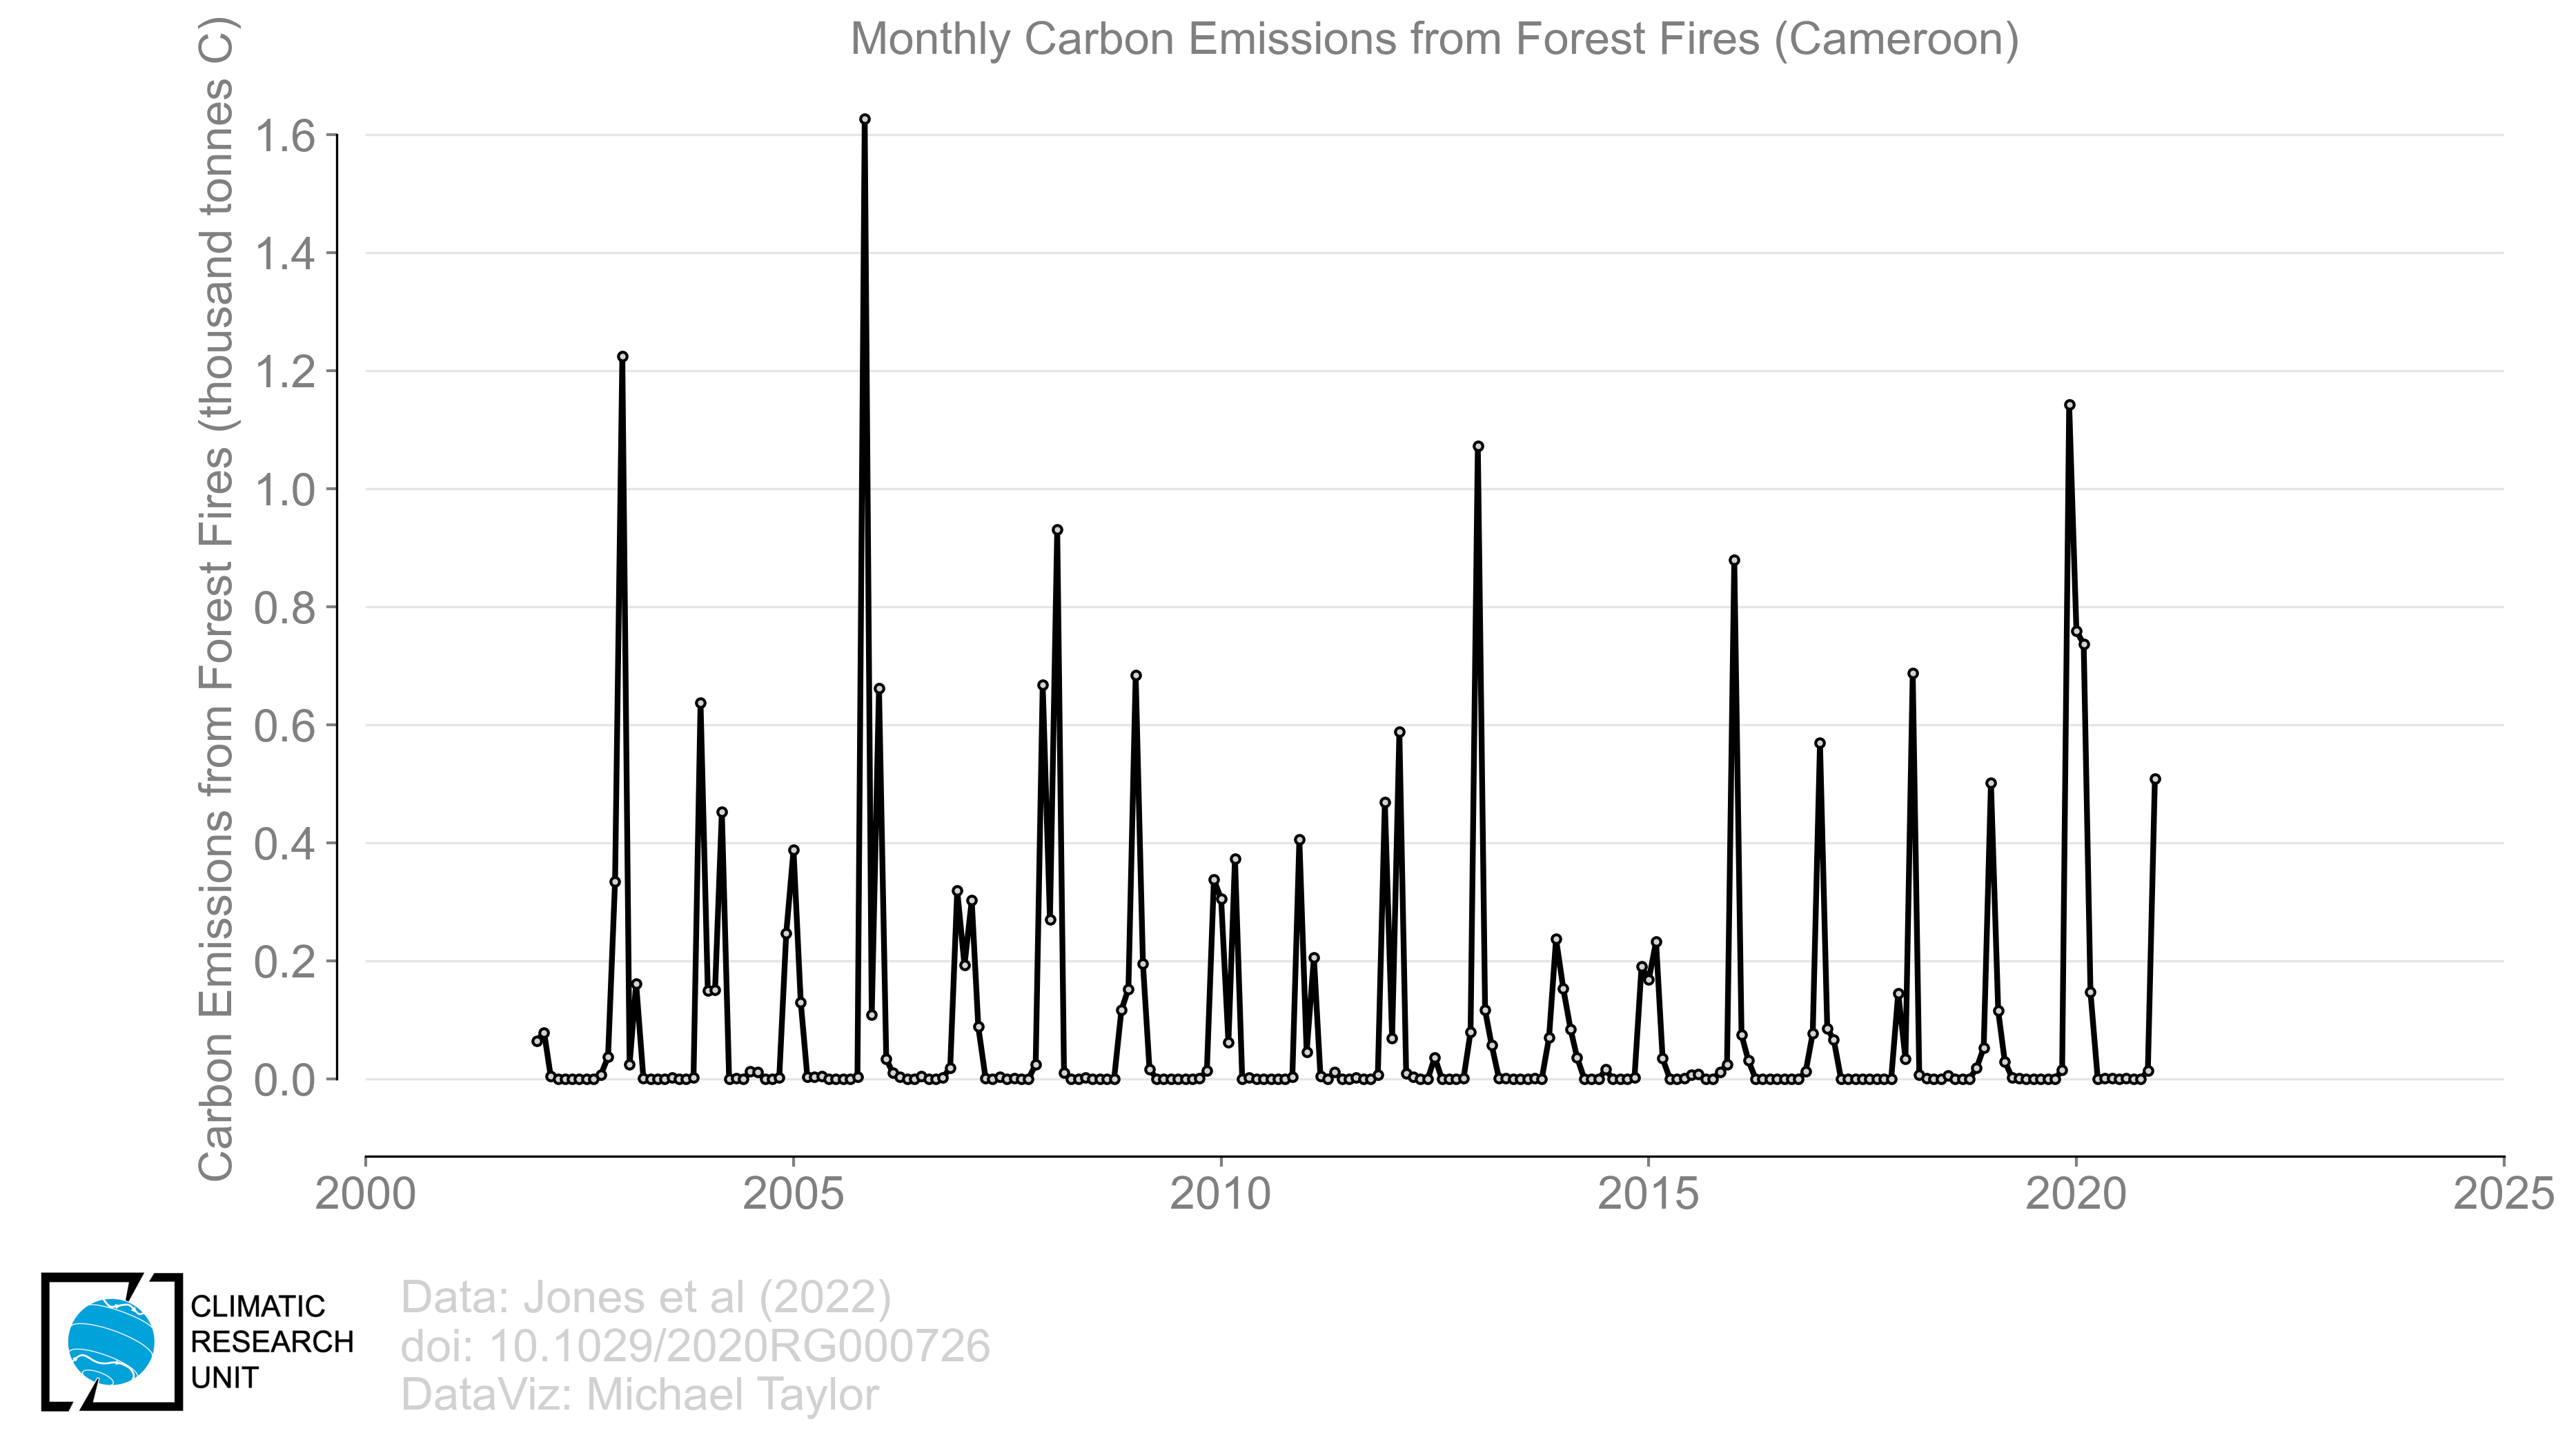 Monthly Carbon Emissions from Forest Fires (Cameroon)
Carbon Emissions from Forest Fires (thousand tonnes C)
1.6
1.4
1.2
1.0
0.8
0.6
0.4
0.2
0.0
2000 2005 2010 2015 2020 2025
CLIMATIC
RESEARCH
UNIT
Data: Jones et al (2022)
doi: 10.1029/2020RG000726
DataViz: Michael Taylor